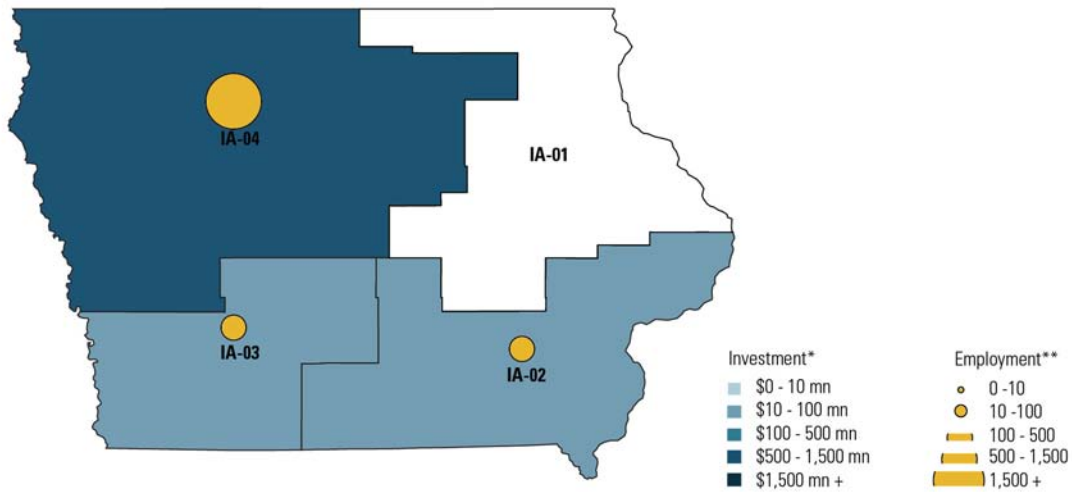 IA-04
IA-01
IA-03
IA-02
Investment*
$0 - 10 mn
$10 - 100 mn
$100 - 500 mn
$500 - 1,500 mn
$1,500 mn +
Employment**
0 -10
10 -100
100 - 500
500 - 1,500
1,500 +